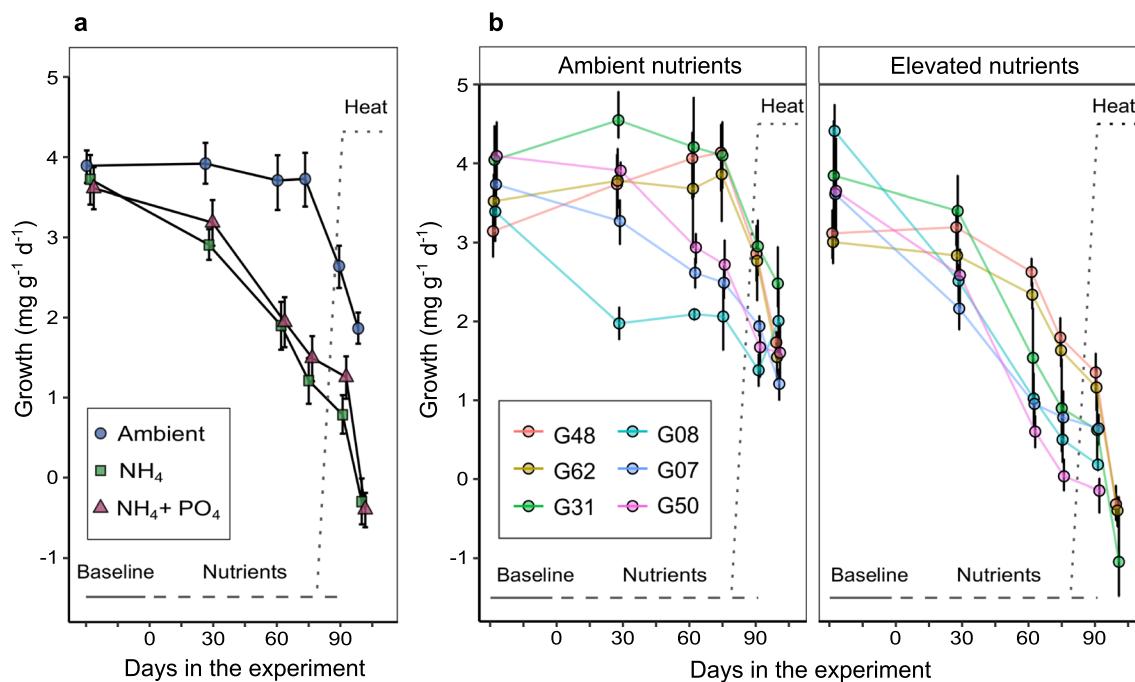 a
5
4
3
2
1
0
-1
Growth (mg g-1 d-1)
Heat
Ambient
NH4
NH4+ PO4
Baseline
Nutrients
0
30
60
90
Days in the experiment
b
Ambient nutrients
Elevated nutrients
5
4
3
2
1
0
-1
Growth (mg g-1 d-1)
Heat
Heat
G48
G08
G62
G07
G31
G50
Baseline
Nutrients
Baseline
Nutrients
0
30
60
90
0
30
60
90
Days in the experiment